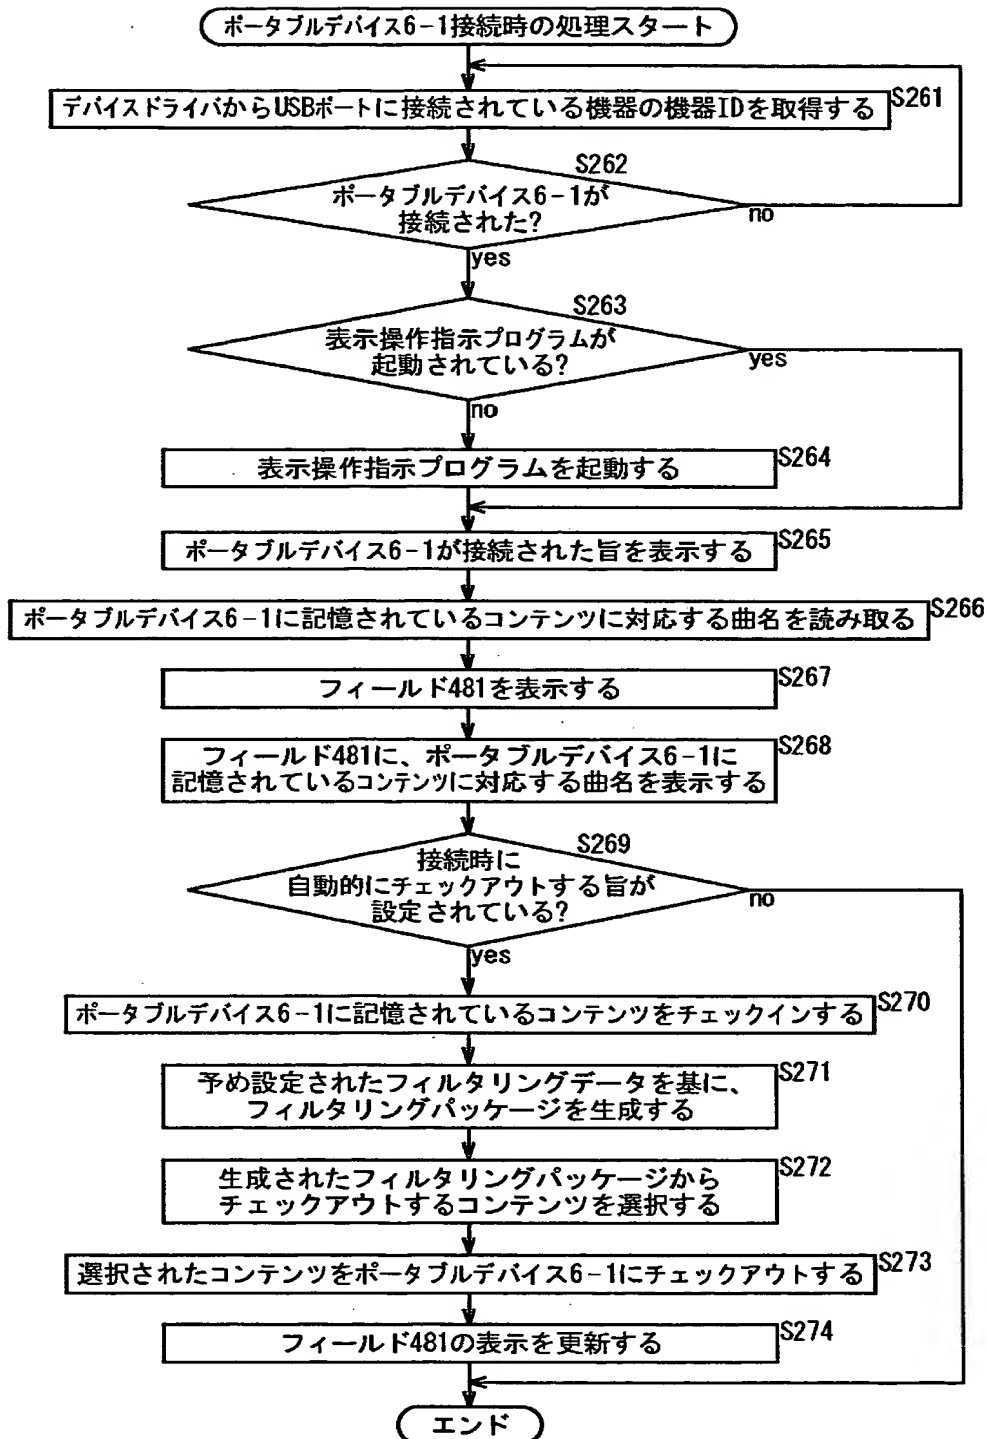 ポータブルデバイス6-1接続時の処理スタート
デバイスドライバからUSBポートに接続されている機器の機器IDを取得する
S261
S262
ポータブルデバイス6-1が
接続された?
no
yes
S263
表示操作指示プログラムが
起動されている?
yes
no
表示操作指示プログラムを起動する
S264
ポータブルデバイス6-1が接続された旨を表示する
S265
ポータブルデバイス6-1に記憶されているコンテンツに対応する曲名を読み取る
S266
フィールド481を表示する
S267
フィールド481に、ポータブルデバイス6-1に
記憶されているコンテンツに対応する曲名を表示する
S268
S269
接続時に
自動的にチェックアウトする旨が
設定されている?
no
yes
ポータブルデバイス6-1に記憶されているコンテンツをチェックインする
S270
予め設定されたフィルタリングデータを基に、
フィルタリングパッケージを生成する
S271
生成されたフィルタリングパッケージから
チェックアウトするコンテンツを選択する
S272
選択されたコンテンツをポータブルデバイス6-1にチェックアウトする
S273
フィールド481の表示を更新する
S274
エンド